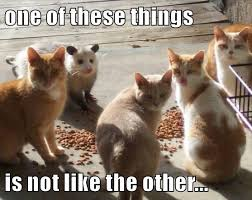 one of these things
is not like the other...